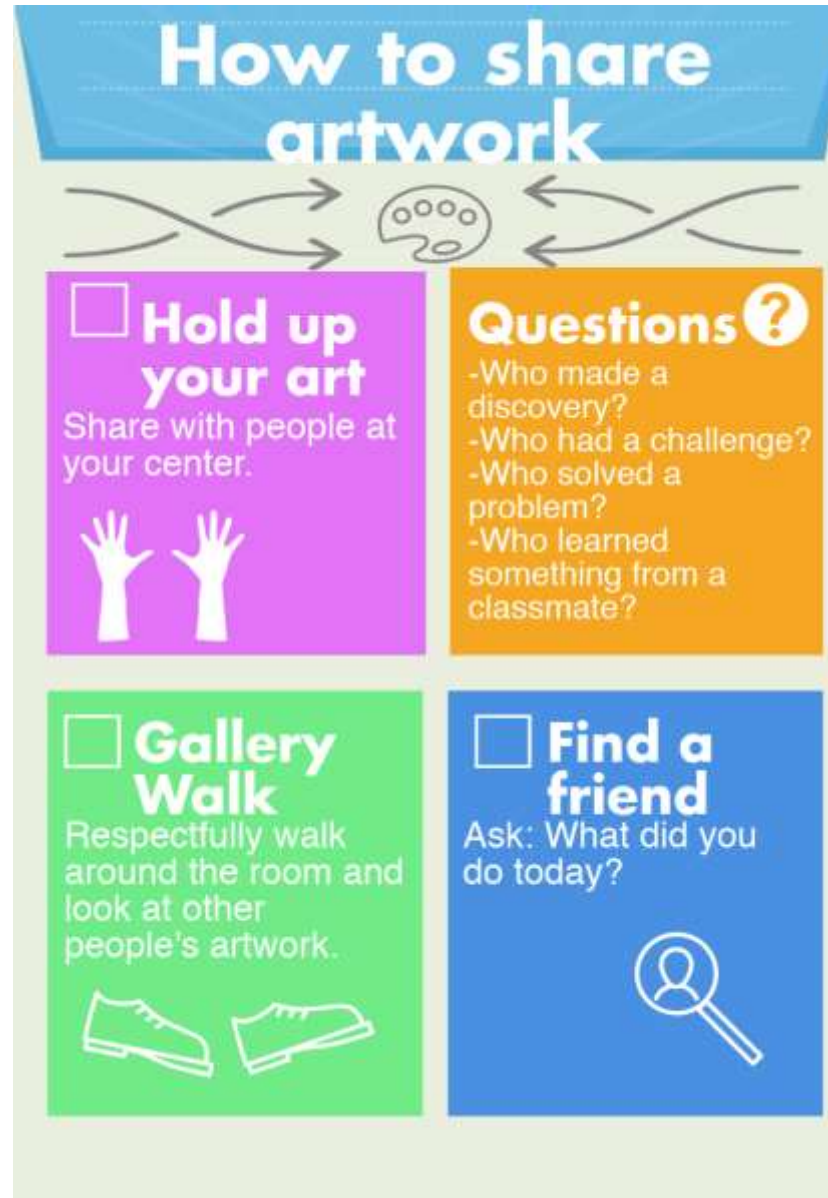 How to share
artwork
Hold up
your art
Share with people at
your center.
Questions ?
-Who made a
discovery?
-Who had a challenge?
-Who solved a
problem?
-Who learned
something from a
classmate?
Gallery
Walk
Respectfully walk
around the room and
look at other
people's artwork.
Find a
friend
Ask: What did you
do today?